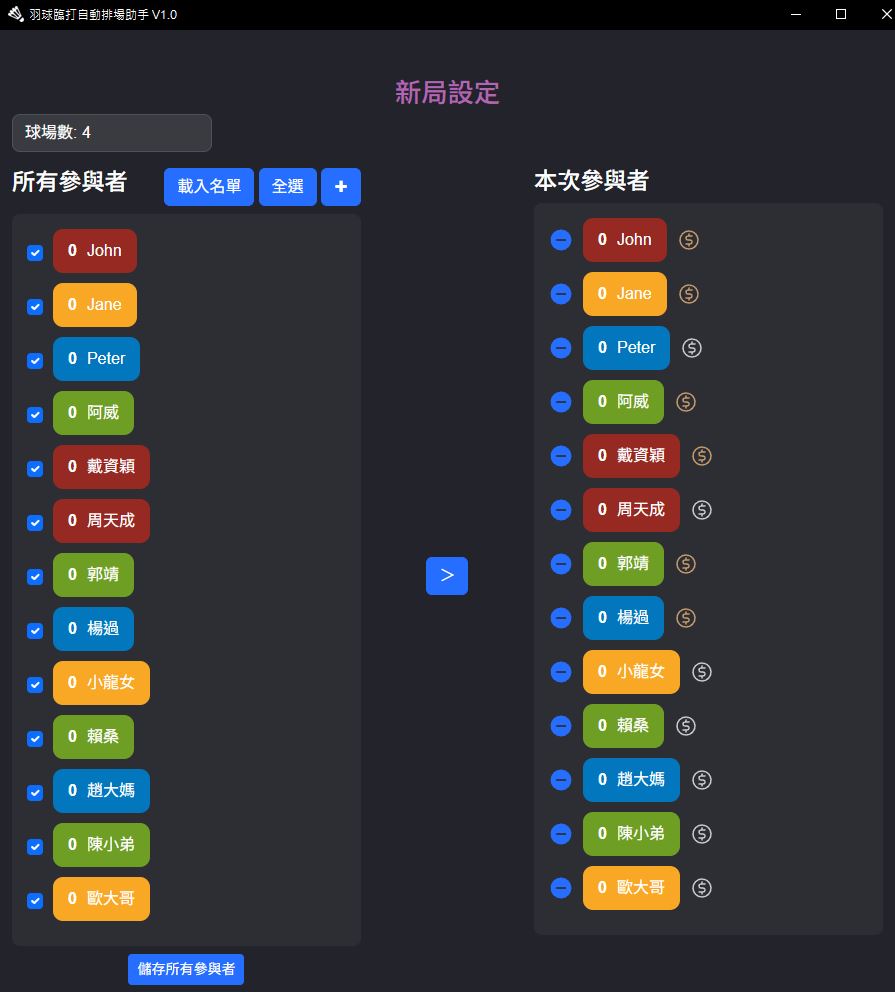 羽球臨打自動排場助手 V1.0
新局設定
球場數: 4
所有參與者
載入名單 全選 +
0 John
0 Jane
0 Peter
0 阿威
0 戴資穎
0 周天成
0 郭靖
0 楊過
0 小龍女
0 賴桑
0 趙大媽
0 陳小弟
0 歐大哥
儲存所有參與者
>
本次參與者
0 John
0 Jane
0 Peter
0 阿威
0 戴資穎
0 周天成
0 郭靖
0 楊過
0 小龍女
0 賴桑
0 趙大媽
0 陳小弟
0 歐大哥